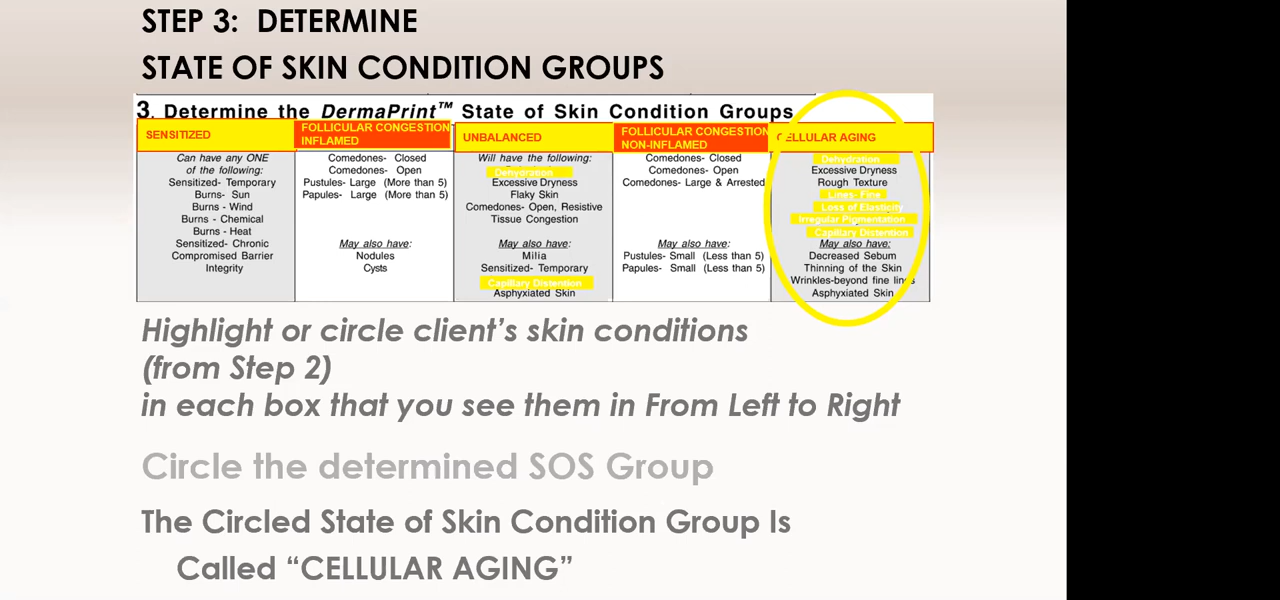 STEP 3: DETERMINE
STATE OF SKIN CONDITION GROUPS
3. Determine the DermaPrint™ State of Skin Condition Groups
SENSITIZED
Can have any ONE
of the following:
Sensitized- Temporary
Burns- Sun
Burns - Wind
Burns - Chemical
Burns - Heat
Sensitized- Chronic
Compromised Barrier
Integrity
FOLLICULAR CONGESTION
INFLAMED
Comedones- Closed
Comedones- Open
Pustules- Large (More than 5)
Papules- Large (More than 5)
May also have:
Nodules
Cysts
UNBALANCED
Will have the following:
Dehydration
Excessive Dryness
Flaky Skin
Comedones- Open, Resistive
Tissue Congestion
May also have:
Milia
Sensitized- Temporary
Capillary Distention
Asphyxiated Skin
FOLLICULAR CONGESTION
NON-INFLAMED
Comedones- Closed
Comedones- Open
Comedones- Large & Arrested
May also have:
Pustules- Small (Less than 5)
Papules- Small (Less than 5)
CELLULAR AGING
Dehydration
Excessive Dryness
Rough Texture
Lines- Fine
Loss of Elasticity
Irregular Pigmentation
Capillary Distention
May also have:
Decreased Sebum
Thinning of the Skin
Wrinkles-beyond fine lines
Asphyxiated Skin
Highlight or circle client’s skin conditions
(from Step 2)
in each box that you see them in From Left to Right
Circle the determined SOS Group
The Circled State of Skin Condition Group Is
Called “CELLULAR AGING”